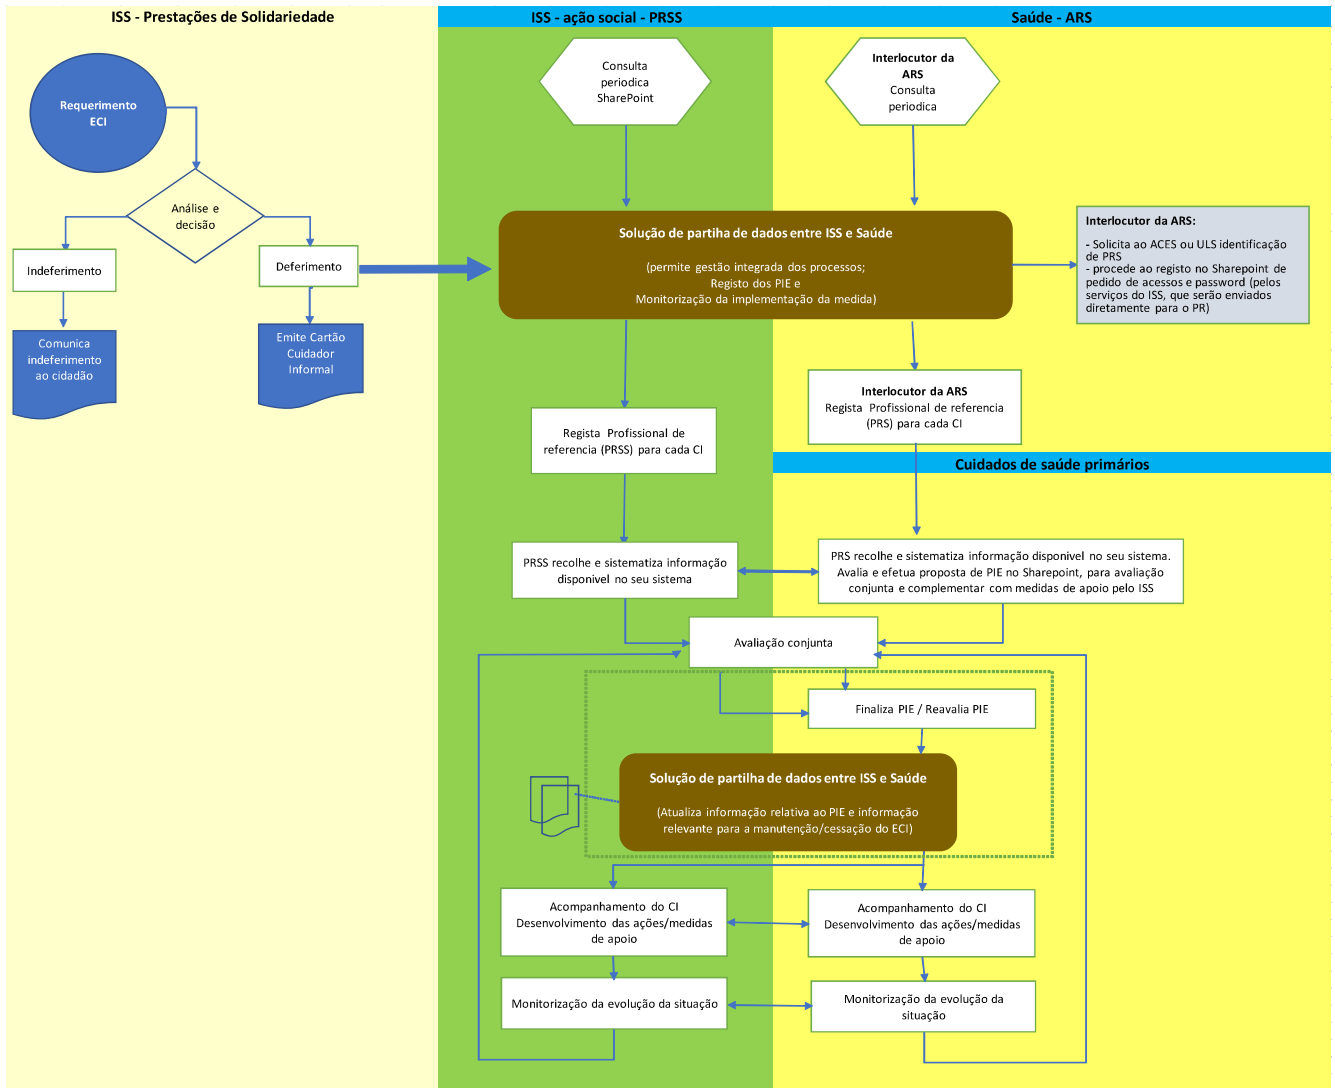 ISS - Prestações de Solidariedade
ISS - ação social - PRSS
Saúde - ARS
Requerimento
ECI
Análise e
decisão
Indeferimento
Deferimento
Comunica
indeferimento
ao cidadão
Emite Cartão
Cuidador
Informal
Consulta
periodica
SharePoint
Interlocutor da
ARS
Consulta
periodica
Solução de partiha de dados entre ISS e Saúde
(permite gestão integrada dos processos;
Registo dos PIE e
Monitorização da implementação da medida)
Interlocutor da ARS:
- Solicita ao ACES ou ULS identificação
de PRS
- procede ao registo no Sharepoint de
pedido de acessos e password (pelos
serviços do ISS, que serão enviados
diretamente para o PR)
Interlocutor da ARS
Regista Profissional de referencia
(PRS) para cada CI
Regista Profissional de
referencia (PRSS) para cada CI
Cuidados de saúde primários
PRSS recolhe e sistematiza informação
disponivel no seu sistema
PRS recolhe e sistematiza informação disponivel no seu sistema.
Avalia e efetua proposta de PIE no Sharepoint, para avaliação
conjunta e complementar com medidas de apoio pelo ISS
Avaliação conjunta
Finaliza PIE / Reavalia PIE
Solução de partilha de dados entre ISS e Saúde
(Atualiza informação relativa ao PIE e informação
relevante para a manutenção/cessação do ECI)
Acompanhamento do CI
Desenvolvimento das ações/medidas
de apoio
Acompanhamento do CI
Desenvolvimento das ações/medidas
de apoio
Monitorização da evolução da situação
Monitorização da evolução da
situação